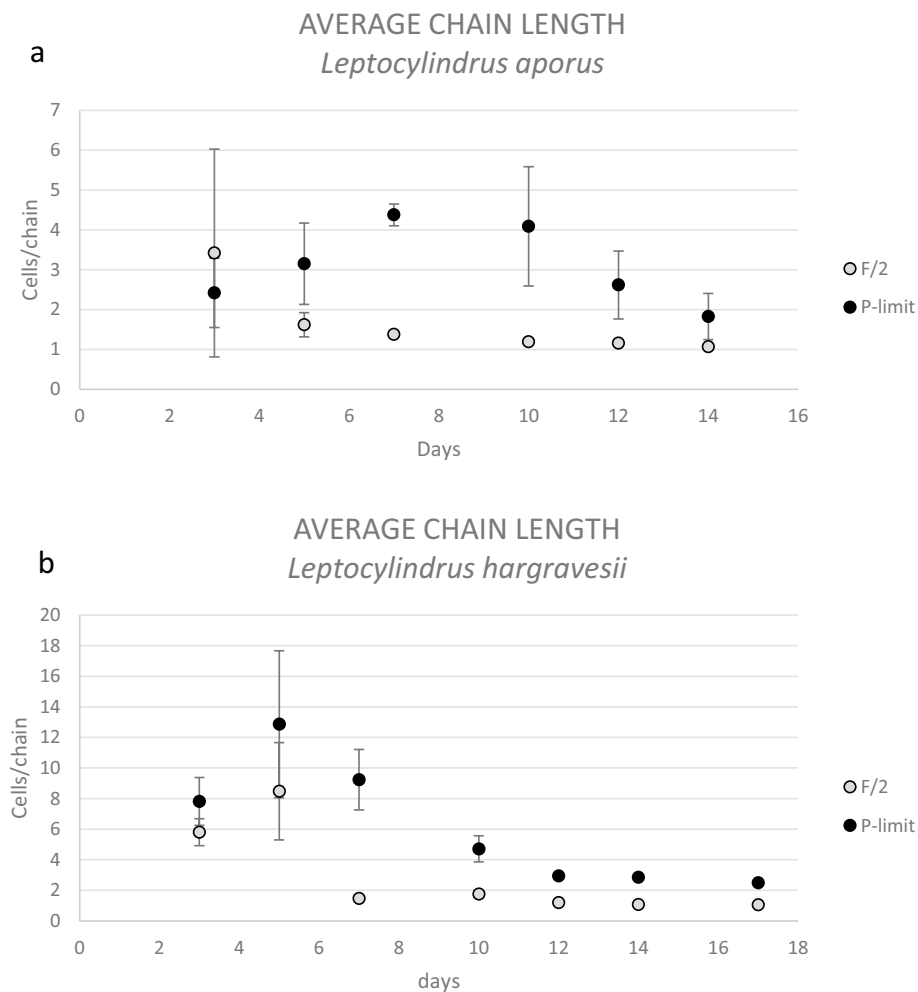 AVERAGE CHAIN LENGTH
a
Leptocylindrus aporus
7
6
5
4
3
2
1
0
Cells/chain
0 2 4 6 8 10 12 14 16
Days
F/2
P-limit
AVERAGE CHAIN LENGTH
b
Leptocylindrus hargravesii
20
18
16
14
12
10
8
6
4
2
0
Cells/chain
0 2 4 6 8 10 12 14 16 18
days
F/2
P-limit